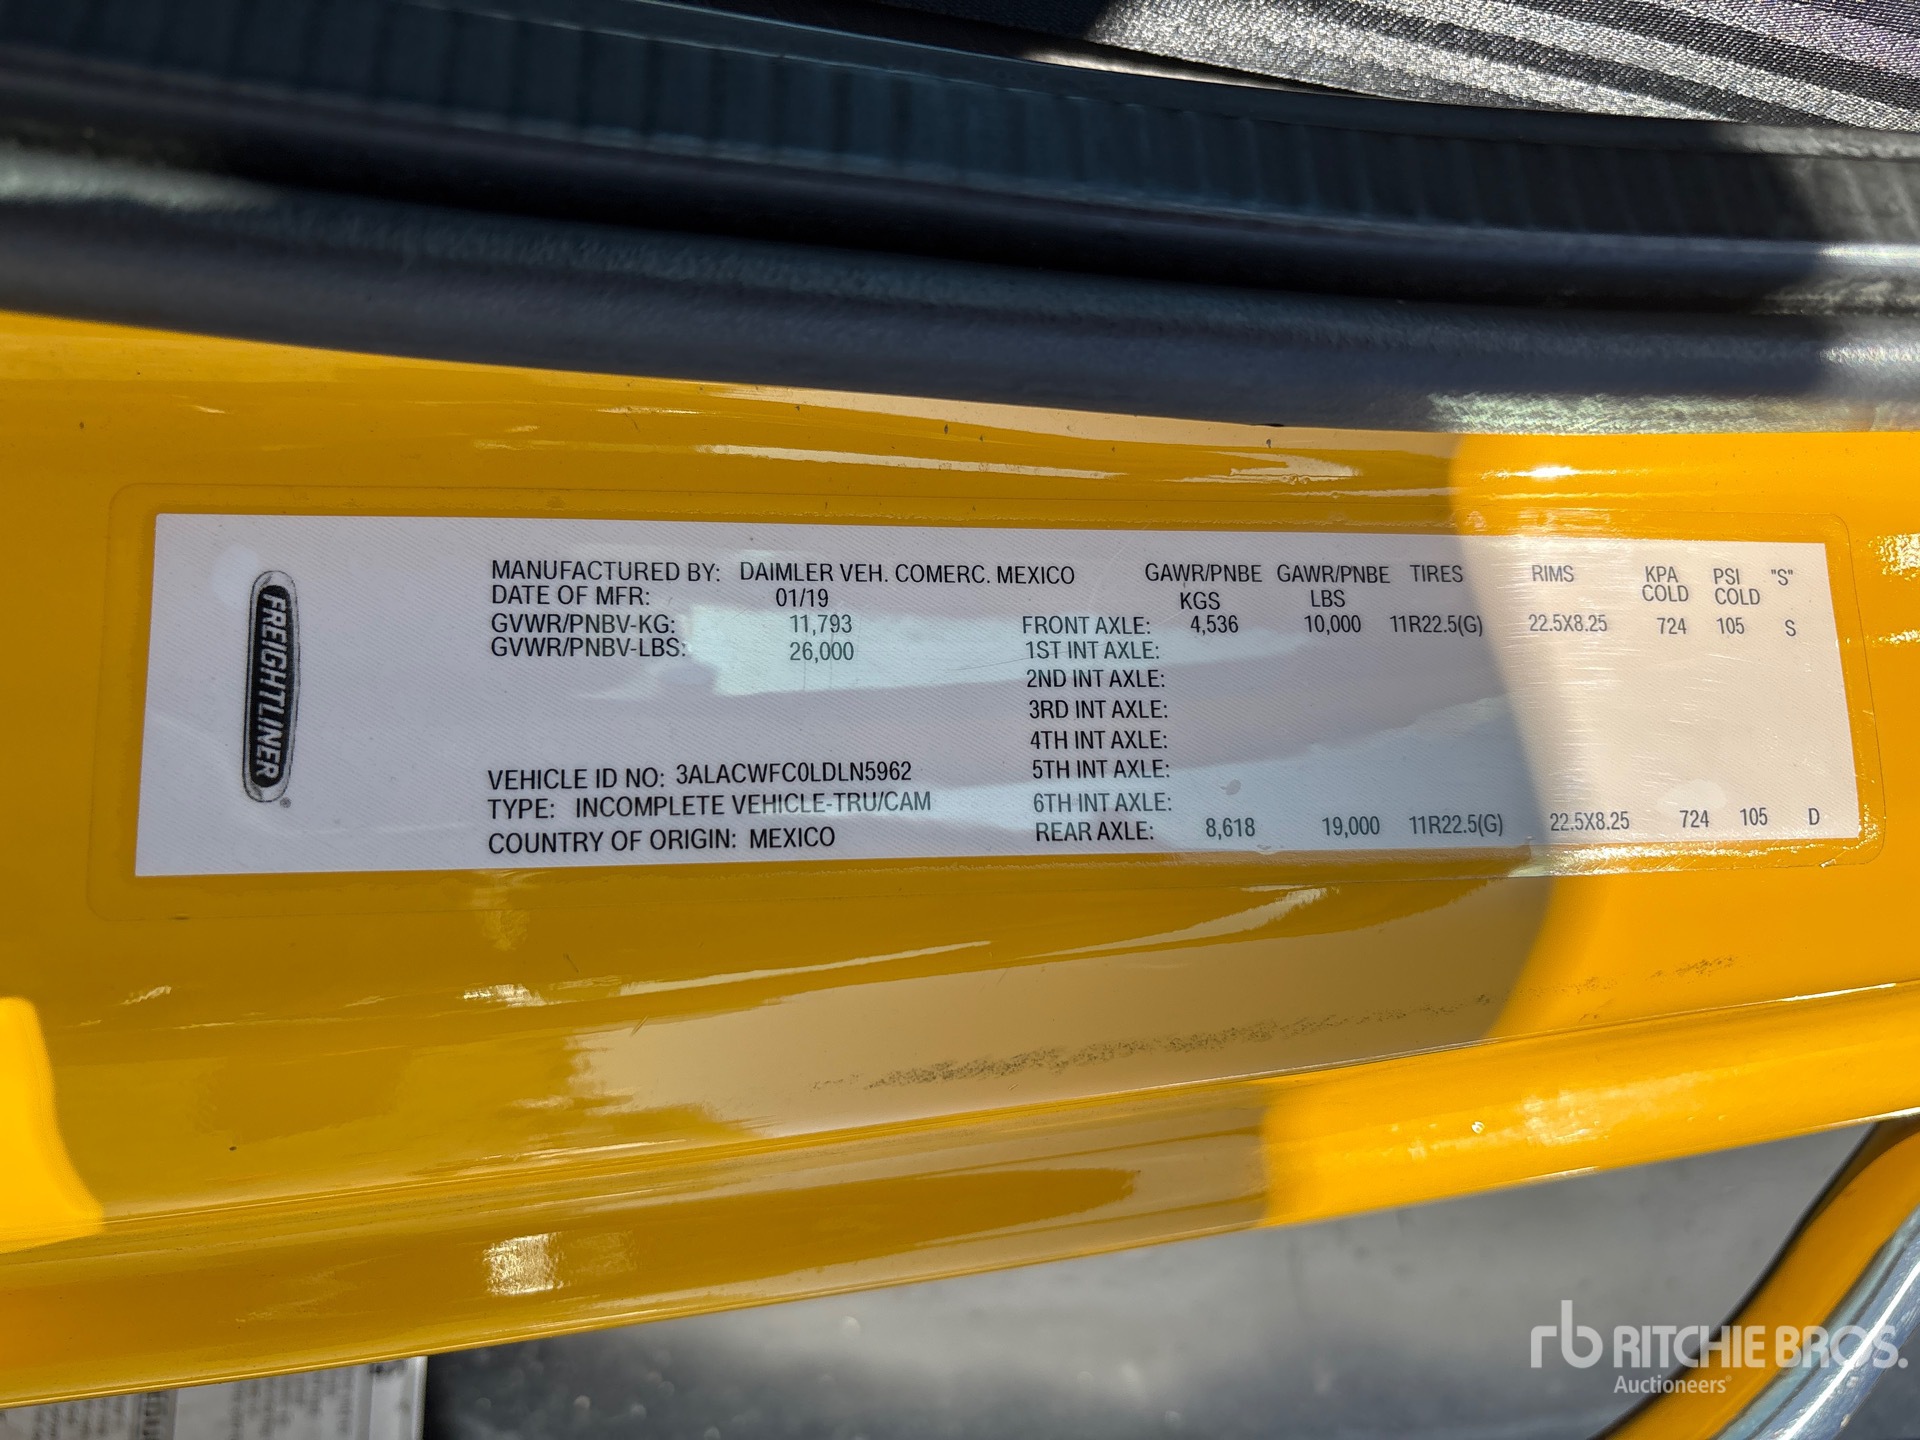 FREIGHTLINER
MANUFACTURED BY: DAIMLER VEH. COMERC. MEXICO
DATE OF MFR: 01/19
GVWR/PNBV-KG: 11,793
GVWR/PNBV-LBS: 26,000
VEHICLE ID NO: 3ALACWFC0LDLN5962
TYPE: INCOMPLETE VEHICLE-TRU/CAM
COUNTRY OF ORIGIN: MEXICO
GAWR/PNBE GAWR/PNBE TIRES RIMS KPA PSI "S"
KGS LBS COLD COLD
FRONT AXLE: 4,536 10,000 11R22.5(G) 22.5X8.25 724 105 S
1ST INT AXLE:
2ND INT AXLE:
3RD INT AXLE:
4TH INT AXLE:
5TH INT AXLE:
6TH INT AXLE:
REAR AXLE: 8,618 19,000 11R22.5(G) 22.5X8.25 724 105 D
rb RITCHIE BROS.
Auctioneers